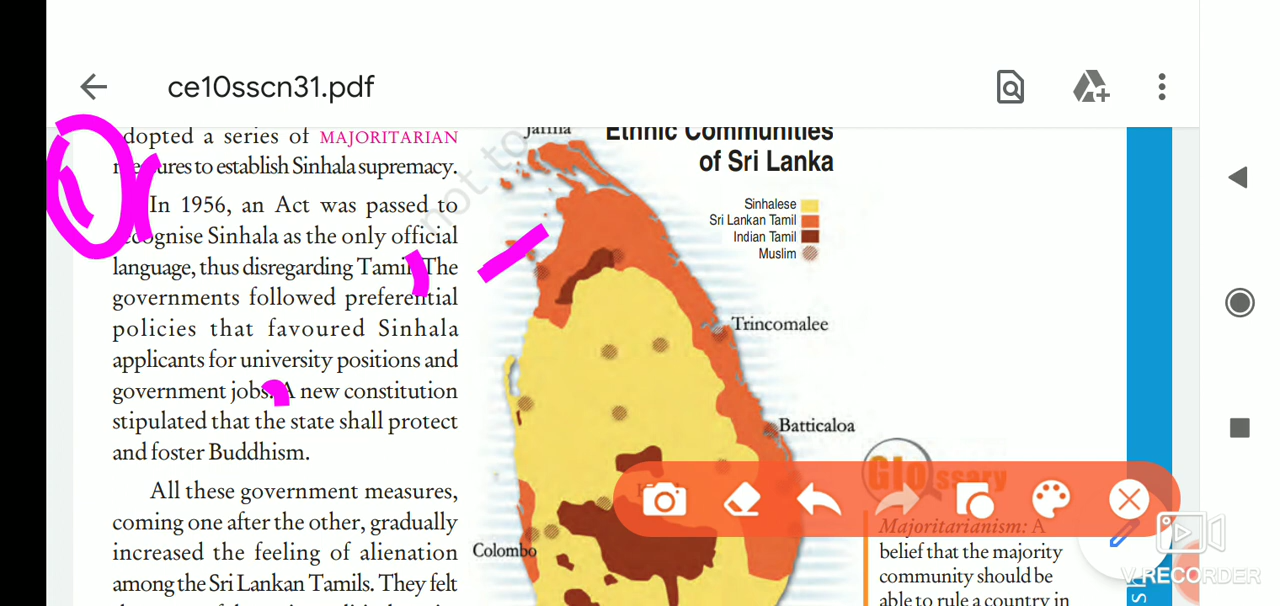 ce10sscn31.pdf
adopted a series of MAJORITARIAN
measures to establish Sinhala supremacy.
In 1956, an Act was passed to
recognise Sinhala as the only official
language, thus disregarding Tamil. The
governments followed preferential
policies that favoured Sinhala
applicants for university positions and
government jobs. A new constitution
stipulated that the state shall protect
and foster Buddhism.
All these government measures,
coming one after the other, gradually
increased the feeling of alienation
among the Sri Lankan Tamils. They felt
not to
Jaffna
Ethnic Communities
of Sri Lanka
Sinhalese
Sri Lankan Tamil
Indian Tamil
Muslim
Trincomalee
Batticaloa
Colombo
Glossary
Majoritarianism: A
belief that the majority
community should be
able to rule a country in
V.RECORDER